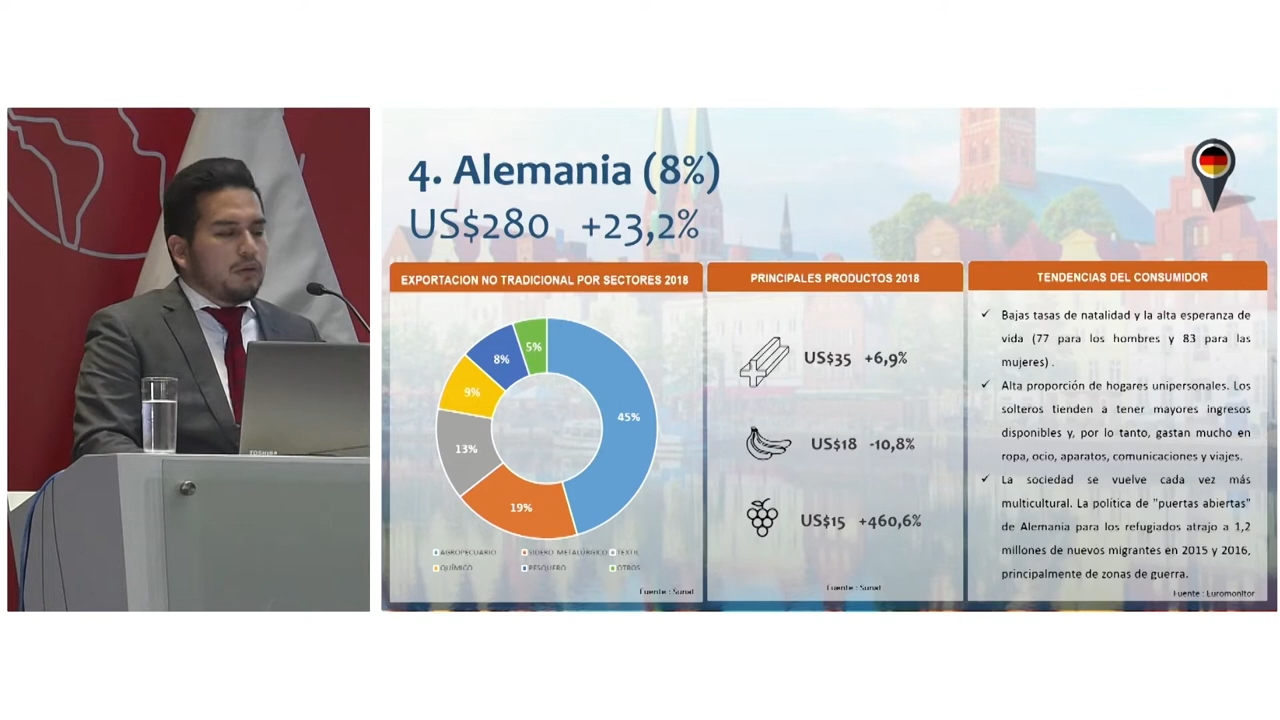 4. Alemania (8%)
US$280 +23,2%
EXPORTACION NO TRADICIONAL POR SECTORES 2018
5%
8%
9%
45%
13%
19%
AGROPECUARIO
SIDERO METALÚRGICO
TEXTIL
QUÍMICO
PESQUERO
OTROS
Fuente : Sunat
PRINCIPALES PRODUCTOS 2018
US$35 +6,9%
US$18 -10,8%
US$15 +460,6%
Fuente : Sunat
TENDENCIAS DEL CONSUMIDOR
Bajas tasas de natalidad y la alta esperanza de
vida (77 para los hombres y 83 para las
mujeres) .
Alta proporción de hogares unipersonales. Los
solteros tienden a tener mayores ingresos
disponibles y, por lo tanto, gastan mucho en
ropa, ocio, aparatos, comunicaciones y viajes.
La sociedad se vuelve cada vez más
multicultural. La política de "puertas abiertas"
de Alemania para los refugiados atrajo a 1,2
millones de nuevos migrantes en 2015 y 2016,
principalmente de zonas de guerra.
Fuente : Euromonitor
TOSHIBA